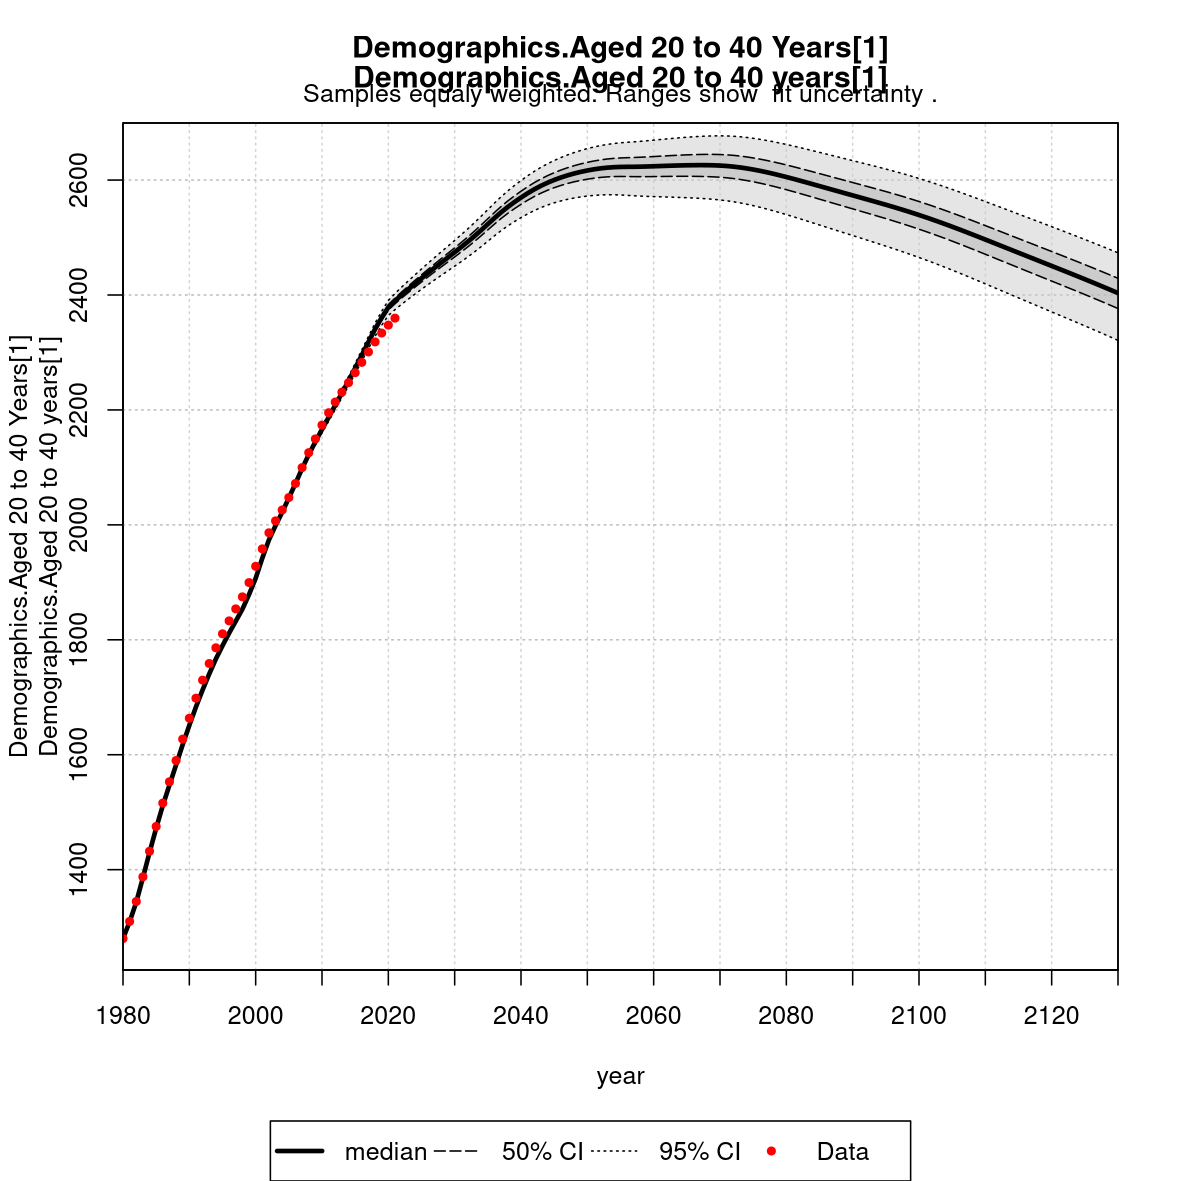 Demographics.Aged 20 to 40 Years[1]
Demographics.Aged 20 to 40 years[1]
Samples equaly weighted. Ranges show  fit uncertainty .
Demographics.Aged 20 to 40 Years[1]
Demographics.Aged 20 to 40 years[1]
2600
2400
2200
2000
1800
1600
1400
1980 2000 2020 2040 2060 2080 2100 2120
year
median 50% CI 95% CI Data